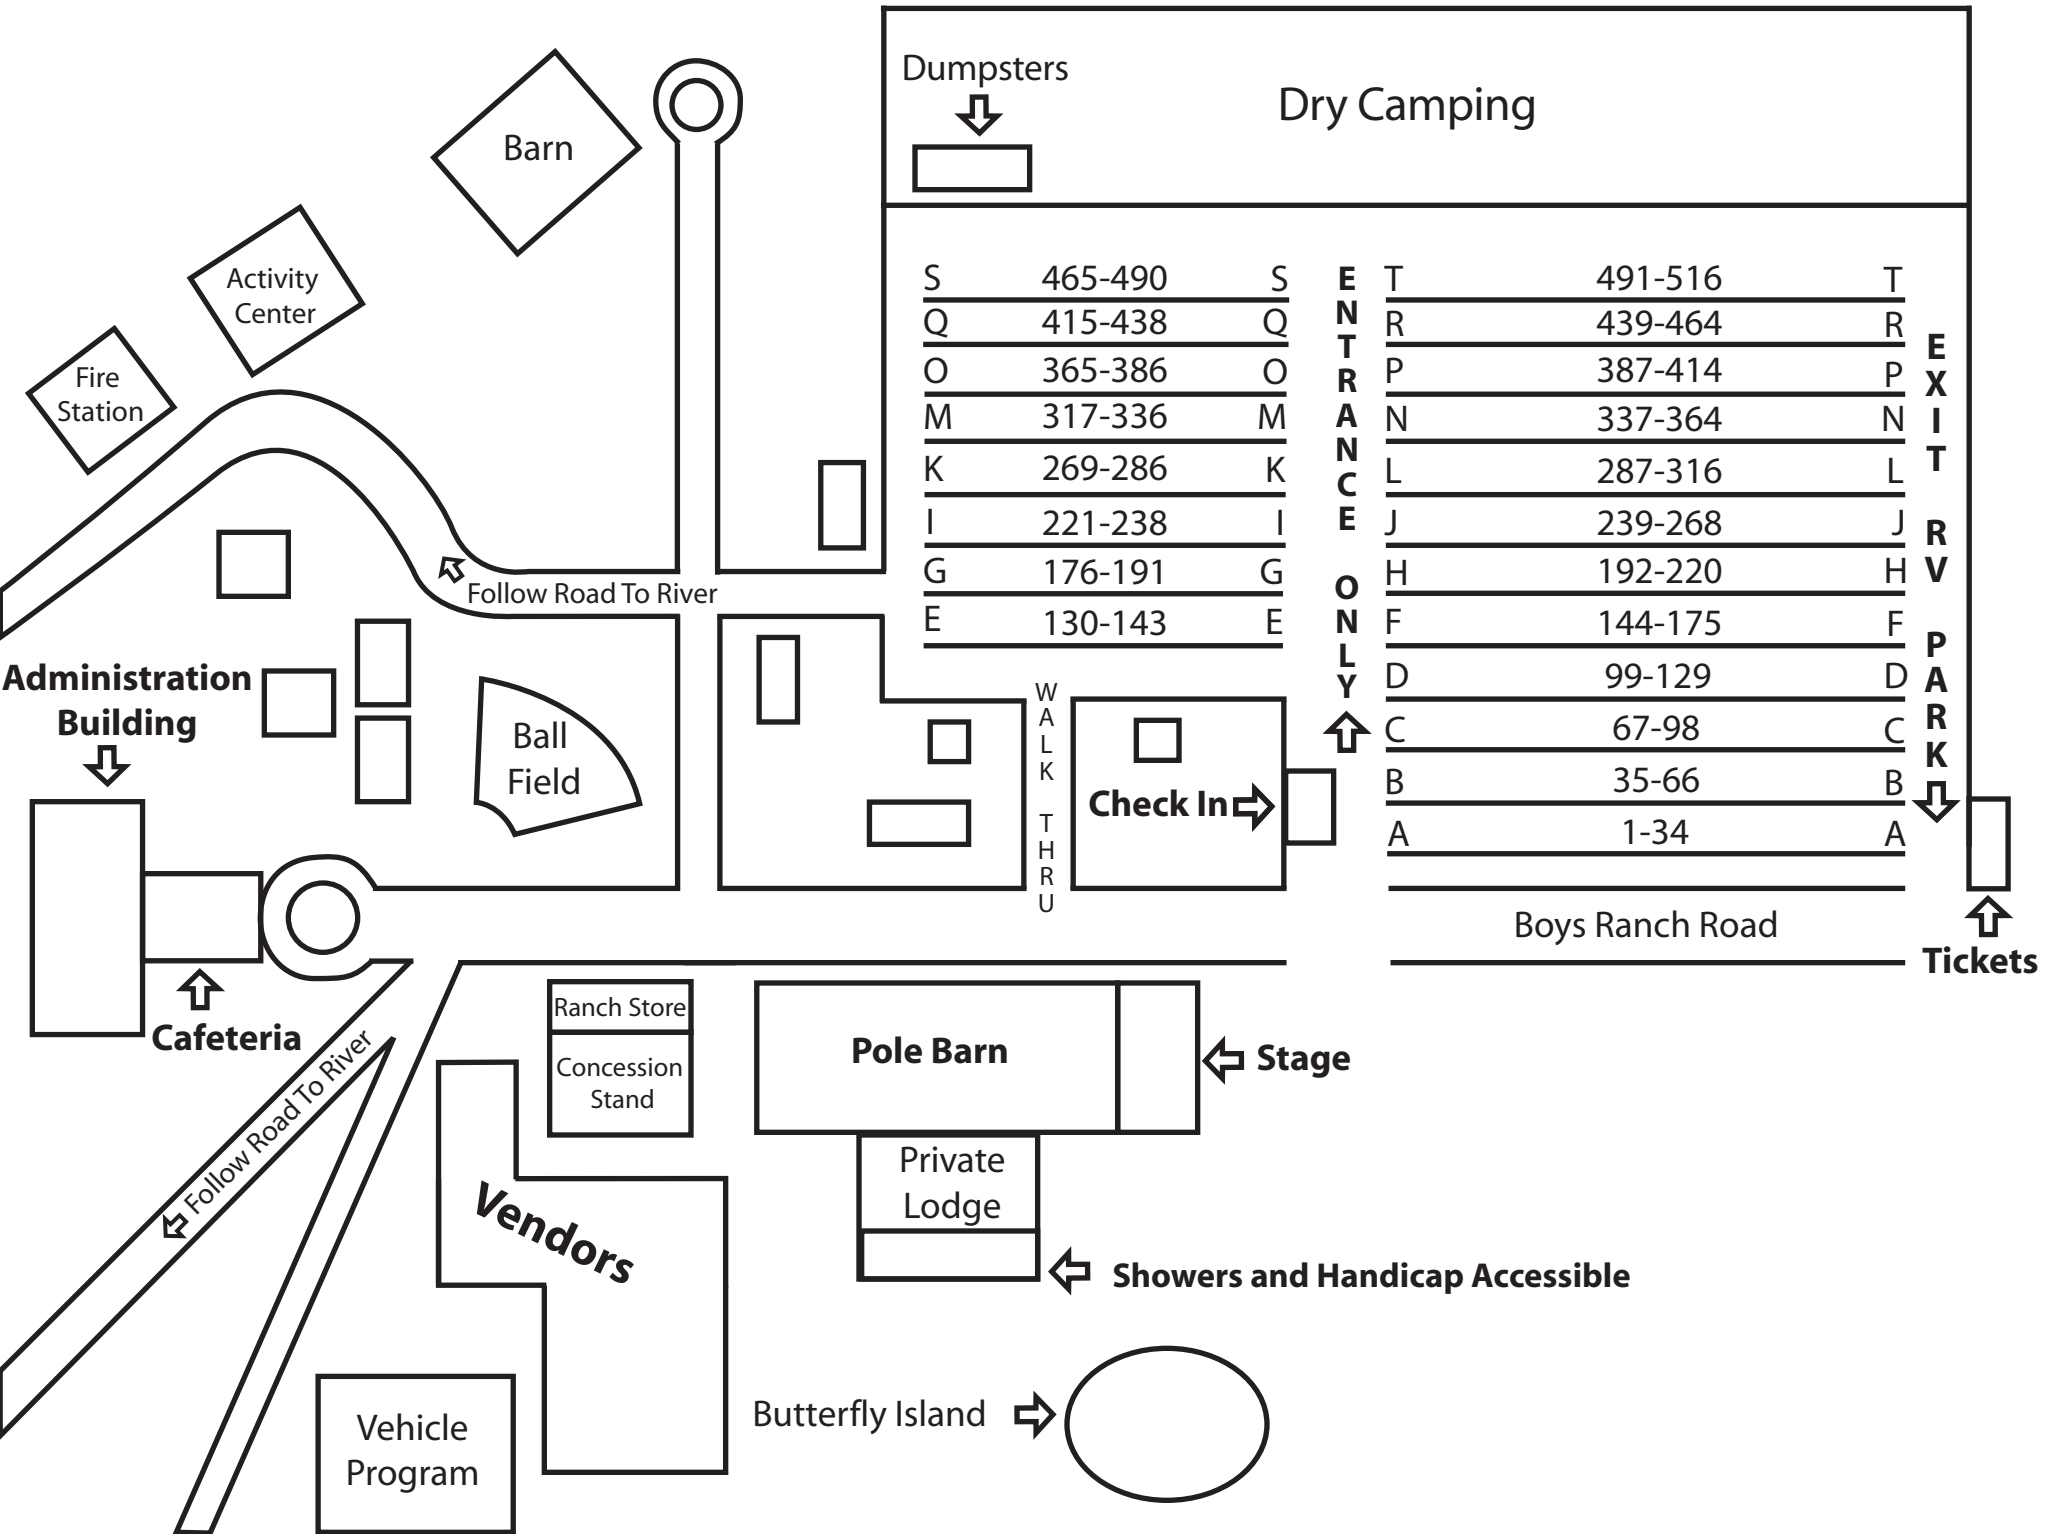 Dumpsters
Dry Camping
Barn
Activity
Center
Fire
Station
S 465-490 S
Q 415-438 Q
O 365-386 O
M 317-336 M
K 269-286 K
I 221-238 I
G 176-191 G
E 130-143 E
ENTRANCE ONLY
T 491-516 T
R 439-464 R
P 387-414 P
N 337-364 N
L 287-316 L
J 239-268 J
H 192-220 H
F 144-175 F
D 99-129 D
C 67-98 C
B 35-66 B
A 1-34 A
EXIT RV PARK
Follow Road To River
Administration
Building
Ball
Field
WALK THRU
Check In
Boys Ranch Road
Tickets
Cafeteria
Follow Road To River
Ranch Store
Concession
Stand
Pole Barn
Stage
Private
Lodge
Vendors
Showers and Handicap Accessible
Butterfly Island
Vehicle
Program